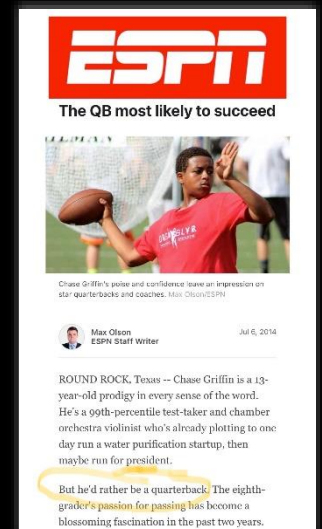 ESPN
The QB most likely to succeed
Chase Griffin's poise and confidence leave an impression on
star quarterbacks and coaches. Max Olson/ESPN
Max Olson
Jul 6, 2014
ESPN Staff Writer
ROUND ROCK, Texas -- Chase Griffin is a 13-
year-old prodigy in every sense of the word.
He's a 99th-percentile test-taker and chamber
orchestra violinist who's already plotting to one
day run a water purification startup, then
maybe run for president.
But he'd rather be a quarterback. The eighth-
grader's passion for passing has become a
blossoming fascination in the past two years.